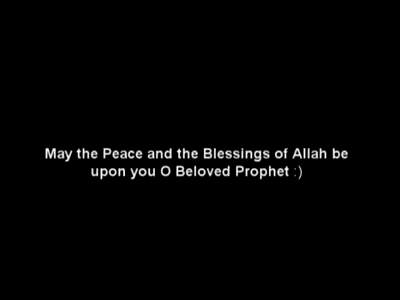 May the Peace and the Blessings of Allah be
upon you O Beloved Prophet :)